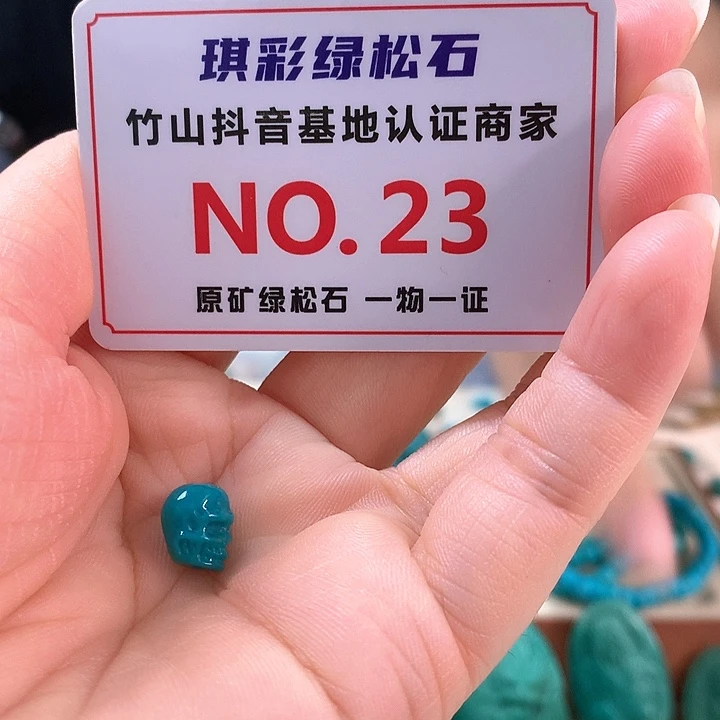 琪彩绿松石
竹山抖音基地认证商家
NO. 23
原矿绿松石 一物一证